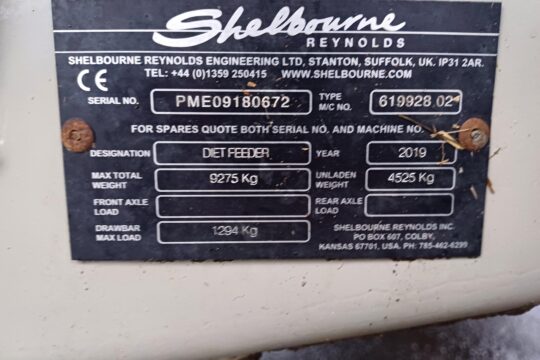 Shelbourne
REYNOLDS
SHELBOURNE REYNOLDS ENGINEERING LTD, STANTON, SUFFOLK, UK. IP31 2AR.
CE TEL: +44 (0)1359 250415 WWW.SHELBOURNE.COM
SERIAL NO. PME09180672 TYPE M/C NO. 619928.02
FOR SPARES QUOTE BOTH SERIAL NO. AND MACHINE NO.
DESIGNATION DIET FEEDER YEAR 2019
MAX TOTAL WEIGHT 9275 Kg UNLADEN WEIGHT 4525 Kg
FRONT AXLE LOAD REAR AXLE LOAD
DRAWBAR MAX LOAD 1294 Kg
SHELBOURNE REYNOLDS INC.
PO BOX 607, COLBY,
KANSAS 67701, USA. PH: 785-462-6299